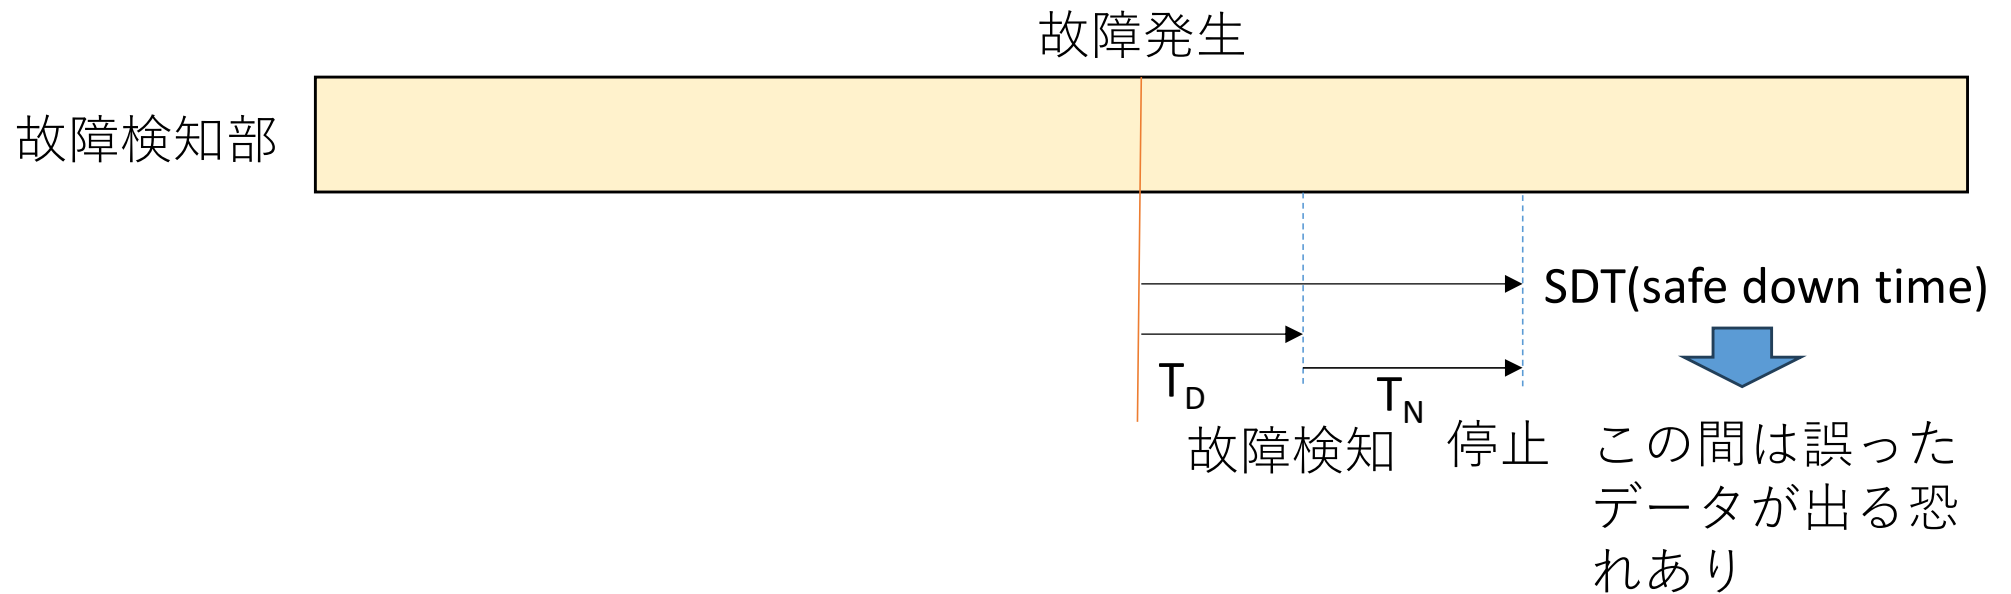 故障発生
故障検知部
SDT(safe down time)
TD
TN
故障検知
停止
この間は誤った
データが出る恐
れあり